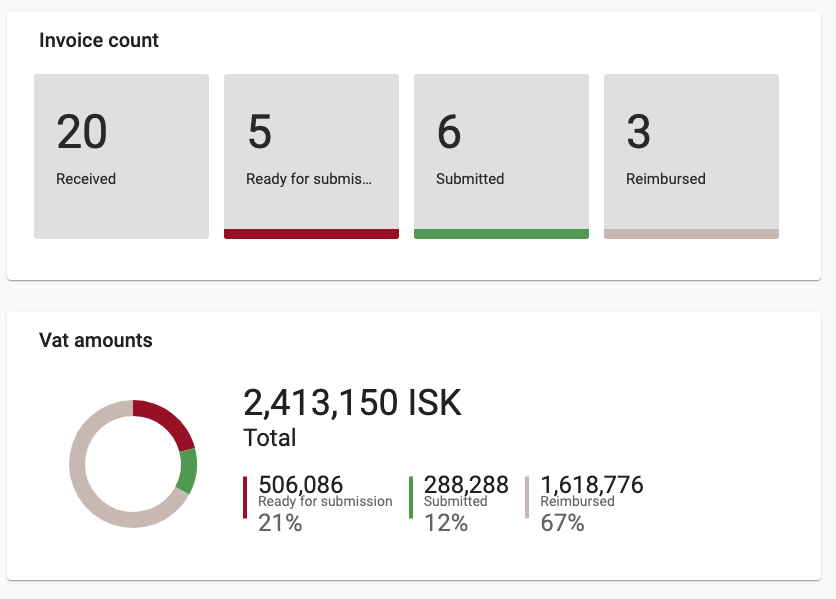 Invoice count
20
Received
5
Ready for submis...
6
Submitted
3
Reimbursed
Vat amounts
2,413,150 ISK
Total
506,086
Ready for submission
21%
288,288
Submitted
12%
1,618,776
Reimbursed
67%